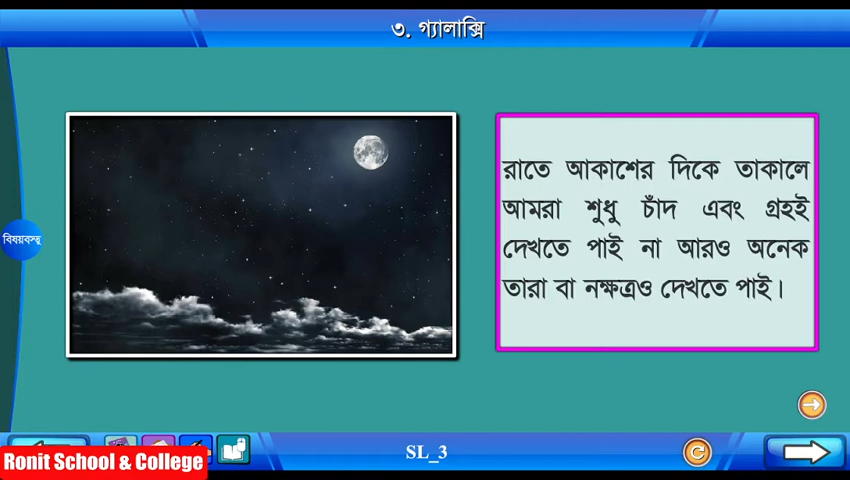 ৩. গ্যালাক্সি
রাতে আকাশের দিকে তাকালে
আমরা শুধু চাঁদ এবং গ্রহই
দেখতে পাই না আরও অনেক
তারা বা নক্ষত্রও দেখতে পাই।
বিষয়বস্তু
SL_3
Ronit School & College